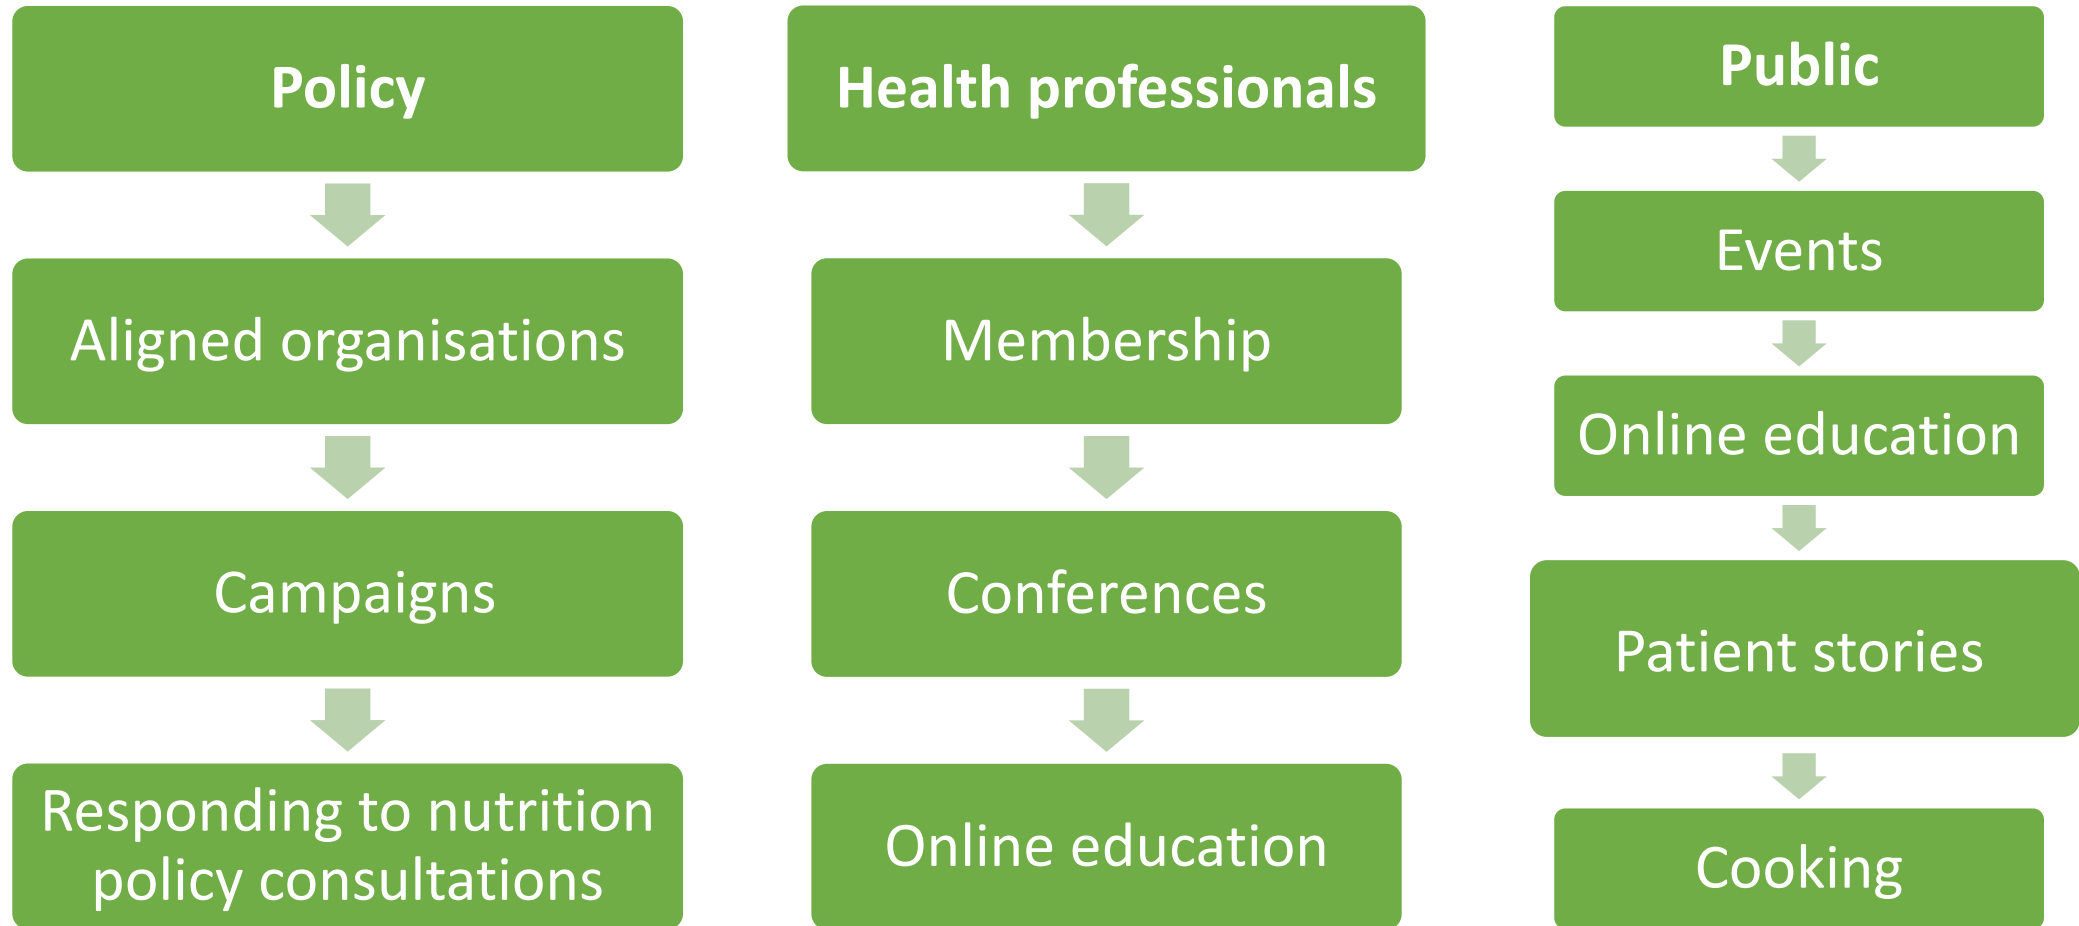 Policy
Aligned organisations
Campaigns
Responding to nutrition
policy consultations
Health professionals
Membership
Conferences
Online education
Public
Events
Online education
Patient stories
Cooking